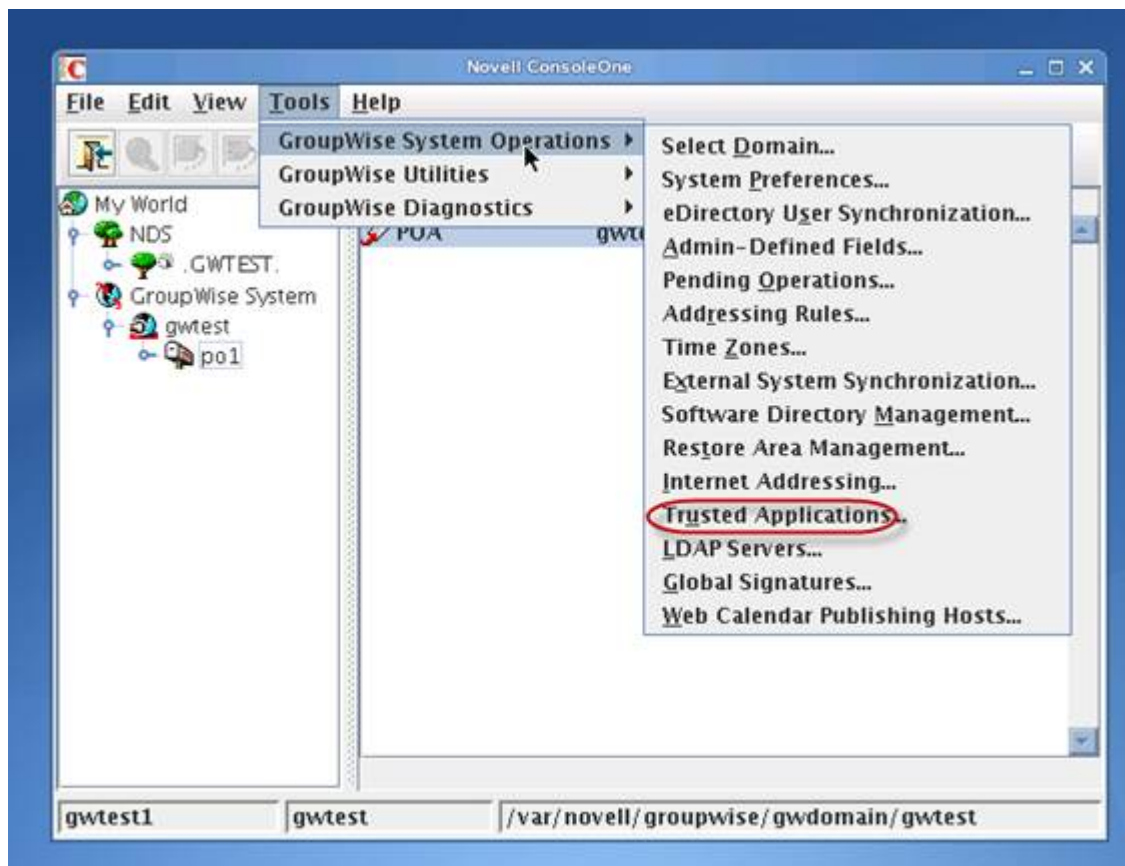 Novell ConsoleOne
File Edit View Tools Help
GroupWise System Operations
GroupWise Utilities
GroupWise Diagnostics
Select Domain...
System Preferences...
eDirectory User Synchronization...
Admin-Defined Fields...
Pending Operations...
Addressing Rules...
Time Zones...
External System Synchronization...
Software Directory Management...
Restore Area Management...
Internet Addressing...
Trusted Applications...
LDAP Servers...
Global Signatures...
Web Calendar Publishing Hosts...
My World
NDS
.GWTEST.
GroupWise System
gwtest
po1
POA
gwtest1 gwtest /var/novell/groupwise/gwdomain/gwtest